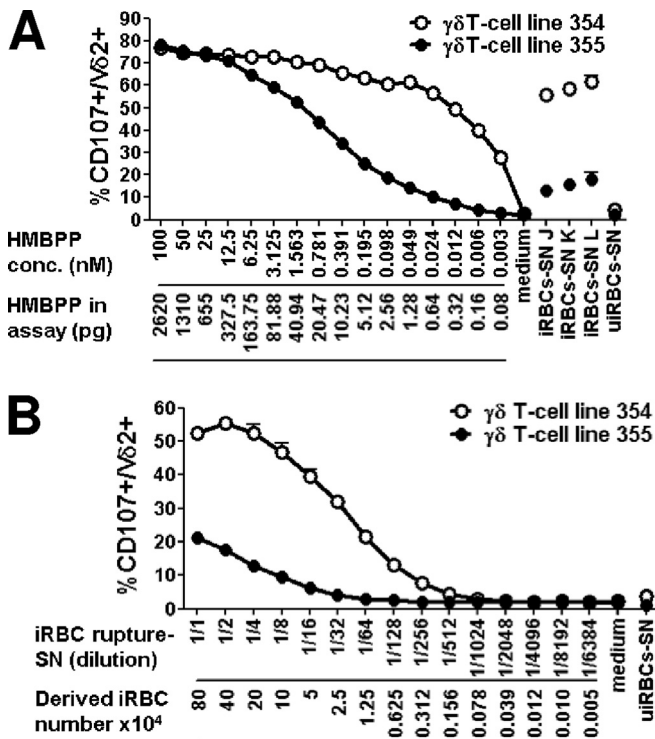 A
γδT-cell line 354
γδT-cell line 355
% CD107+/Vδ2+
90
80
70
60
50
40
30
20
10
0
HMBPP conc. (nM)
100 50 25 12.5 6.25 3.125 1.563 0.781 0.391 0.195 0.098 0.049 0.024 0.012 0.006 0.003 medium iRBCs-SN J iRBCs-SN K iRBCs-SN L uiRBCs-SN
HMBPP in assay (pg)
2620 1310 655 327.5 163.75 81.88 40.94 20.47 10.23 5.12 2.56 1.28 0.64 0.32 0.16 0.08
B
γδ T-cell line 354
γδ T-cell line 355
% CD107+/Vδ2+
60
50
40
30
20
10
0
iRBC rupture-SN (dilution)
1/1 1/2 1/4 1/8 1/16 1/32 1/64 1/128 1/256 1/512 1/1024 1/2048 1/4096 1/8192 1/6384 medium uiRBCs-SN
Derived iRBC number x10⁴
80 40 20 10 5 2.5 1.25 0.625 0.312 0.156 0.078 0.039 0.012 0.010 0.005